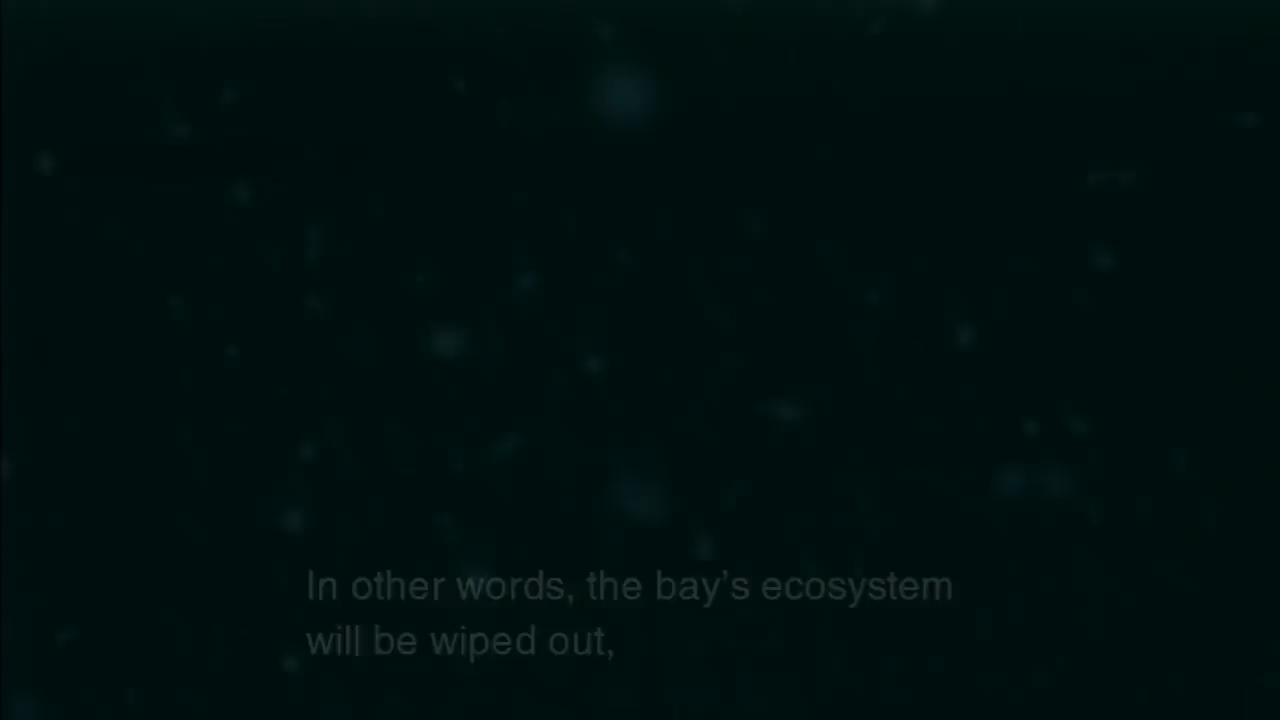 In other words, the bay’s ecosystem
will be wiped out,